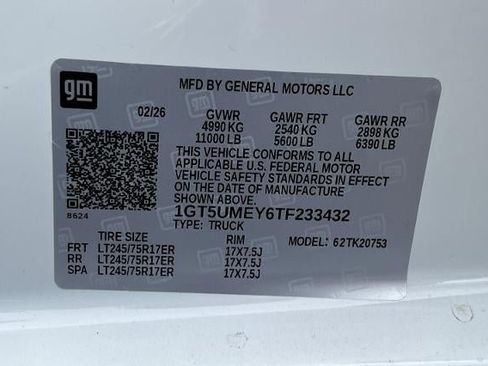 gm
MFD BY GENERAL MOTORS LLC
02/26 GVWR GAWR FRT GAWR RR
4990 KG 2540 KG 2898 KG
11000 LB 5600 LB 6390 LB
THIS VEHICLE CONFORMS TO ALL
APPLICABLE U.S. FEDERAL MOTOR
VEHICLE SAFETY STANDARDS IN EFFECT
ON THE DATE OF MANUFACTURE
SHOWN ABOVE.
8624
1GT5UMEY6TF233432
TYPE: TRUCK
TIRE SIZE RIM MODEL: 62TK20753
FRT LT245/75R17ER 17X7.5J
RR LT245/75R17ER 17X7.5J
SPA LT245/75R17ER 17X7.5J